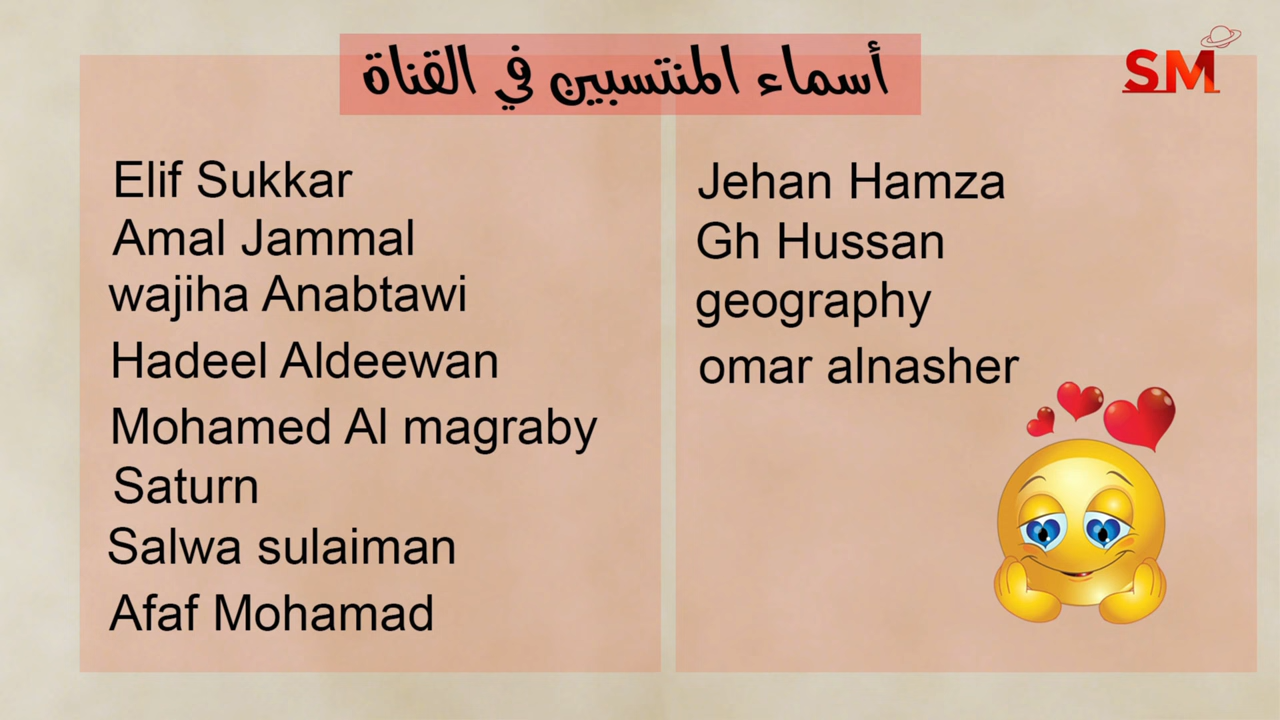 أسماء المنتسبين في القناة
SM
Elif Sukkar
Amal Jammal
wajiha Anabtawi
Hadeel Aldeewan
Mohamed Al magraby
Saturn
Salwa sulaiman
Afaf Mohamad
Jehan Hamza
Gh Hussan
geography
omar alnasher